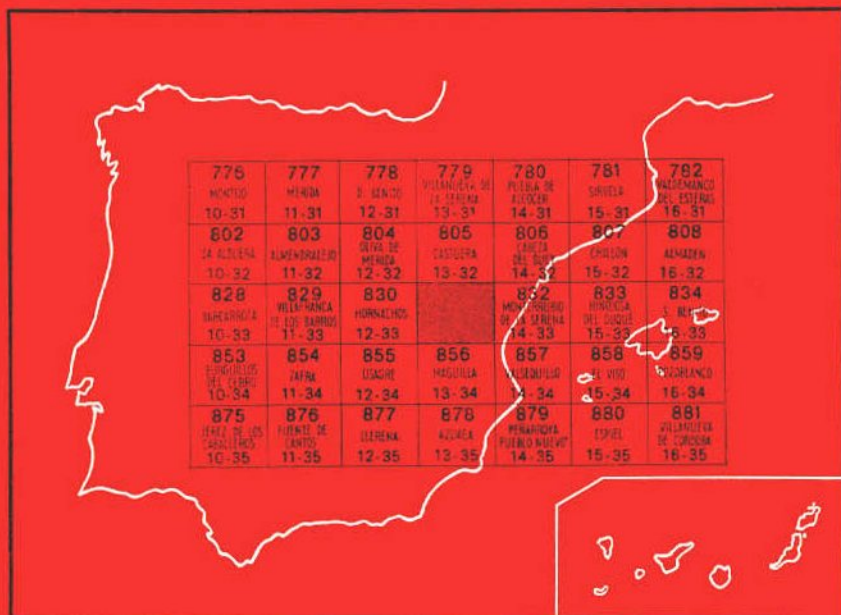 776 777 778 779 780 781 782
MONTIJO MERIDA D. BENITO VILLANUEVA DE LA SERENA PUEBLA DE ALCOCER SIRUELA VALDEMANCO DEL ESTERAS
10-31 11-31 12-31 13-31 14-31 15-31 16-31
802 803 804 805 806 807 808
LA ALBUERA ALMENDRALEJO OLIVA DE MERIDA CASTUERA CABEZA DEL BUEY CHILLON ALMADEN
10-32 11-32 12-32 13-32 14-32 15-32 16-32
828 829 830 832 833 834
BARCARROTA VILLAFRANCA DE LOS BARROS HORNACHOS MONTERRUBIO DE LA SERENA HINOJOSA DEL DUQUE
10-33 11-33 12-33 14-33 15-33 16-33
853 854 855 856 857 858 859
BURGUILLOS DEL CERRO ZAFRA USAGRE MAGUILLA VALSEQUILLO EL VISO POZOBLANCO
10-34 11-34 12-34 13-34 14-34 15-34 16-34
875 876 877 878 879 880 881
JEREZ DE LOS CABALLEROS FUENTE DE CANTOS LLERENA AZUAGA PEÑARROYA PUEBLO NUEVO ESPIEL VILLANUEVA DE CORDOBA
10-35 11-35 12-35 13-35 14-35 15-35 16-35